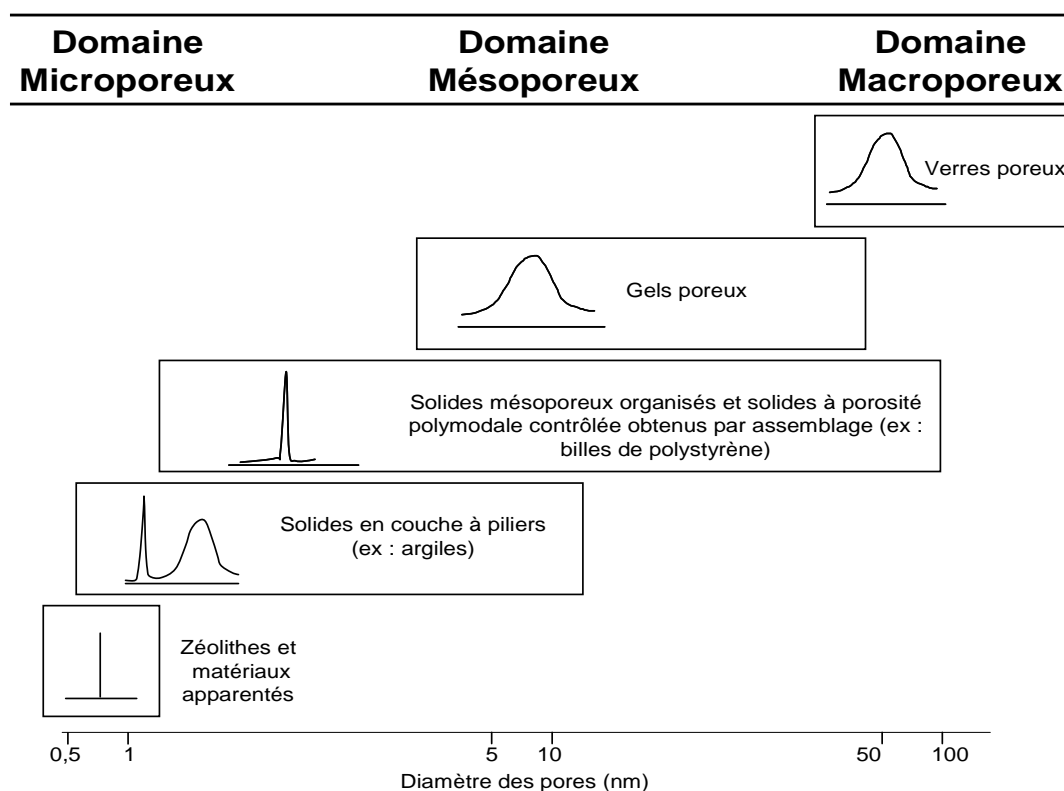 Domaine
Microporeux
Domaine
Mésoporeux
Domaine
Macroporeux
Verres poreux
Gels poreux
Solides mésoporeux organisés et solides à porosité
polymodale contrôlée obtenus par assemblage (ex :
billes de polystyrène)
Solides en couche à piliers
(ex : argiles)
Zéolithes et
matériaux
apparentés
0,5 1 5 10 50 100
Diamètre des pores (nm)